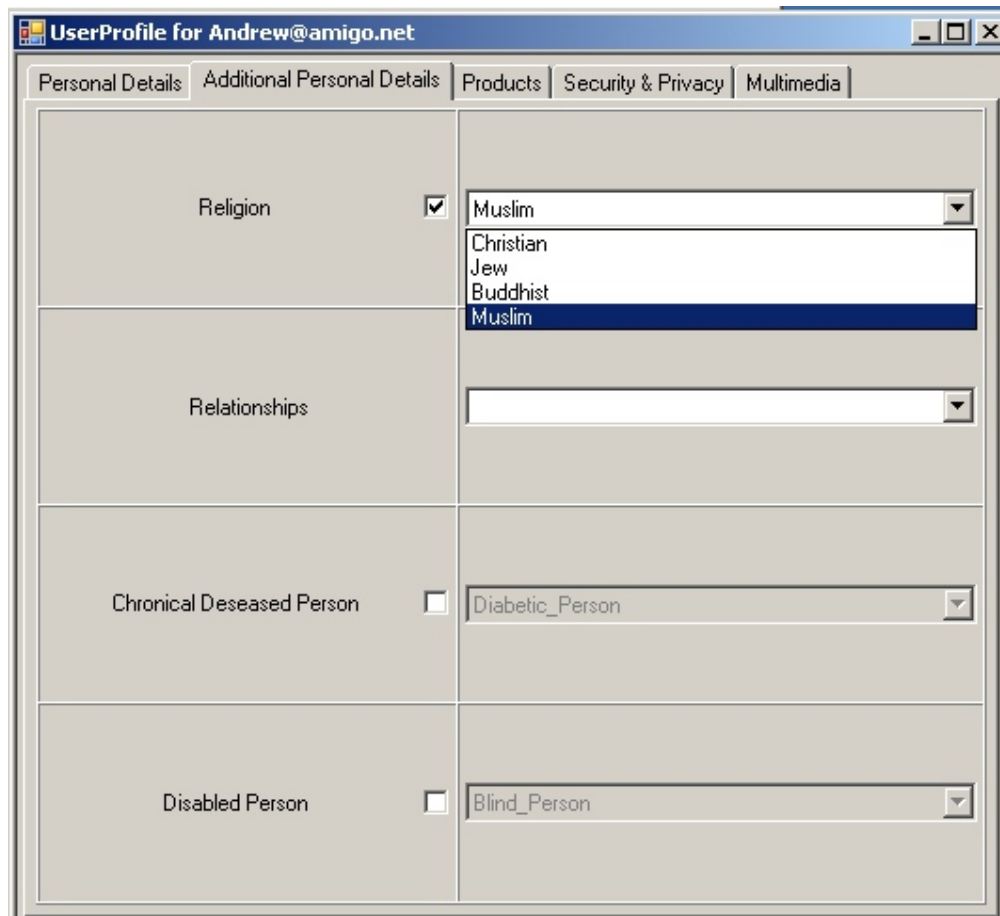 UserProfile for Andrew@amigo.net
Personal Details Additional Personal Details Products Security & Privacy Multimedia
Religion Muslim
Christian
Jew
Buddhist
Muslim
Relationships
Chronical Deseased Person Diabetic_Person
Disabled Person Blind_Person